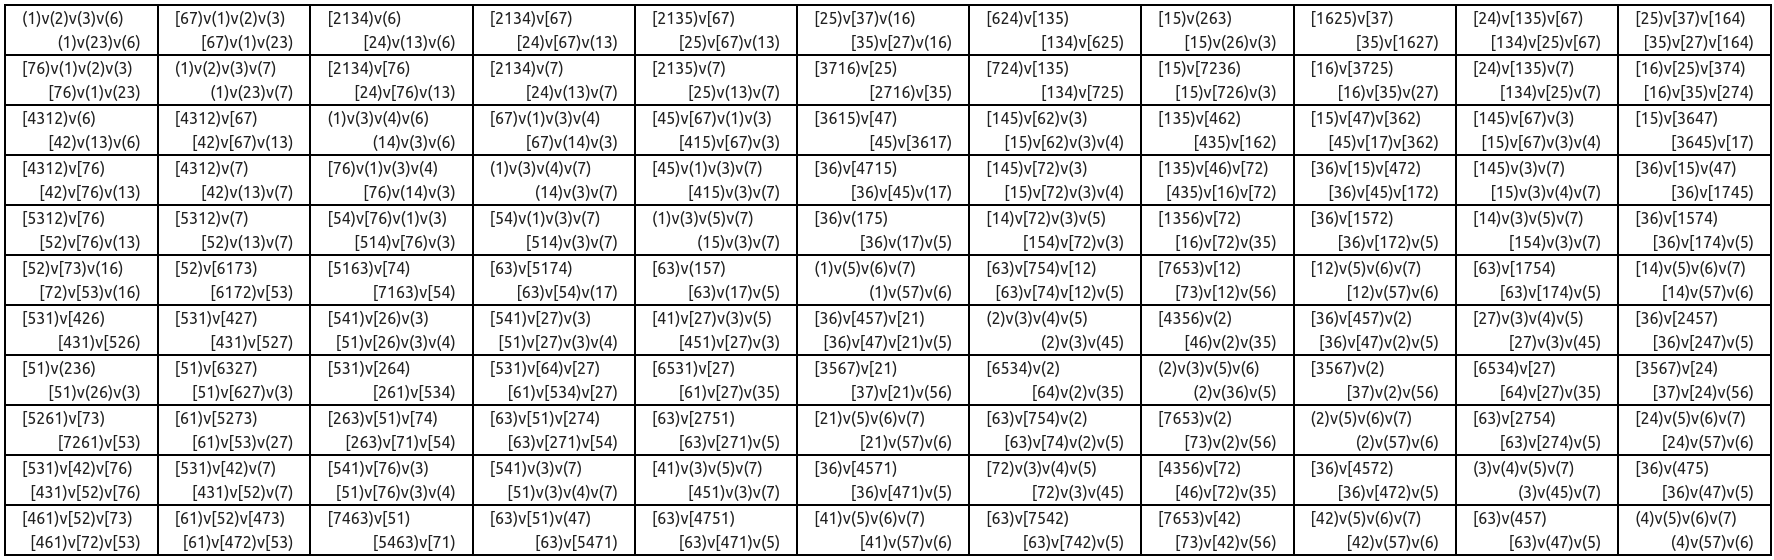 (1)v(2)v(3)v(6) [67)v(1)v(2)v(3) [2134)v(6) [2134)v[67) [2135)v[67) [25)v[37)v(16) [624)v[135) [15)v(263) [1625)v[37) [24)v[135)v[67) [25)v[37)v[164)
(1)v(23)v(6) [67)v(1)v(23) [24)v(13)v(6) [24)v[67)v(13) [25)v[67)v(13) [35)v[27)v(16) [134)v[625) [15)v(26)v(3) [35)v[1627) [134)v[25)v[67) [35)v[27)v[164)
[76)v(1)v(2)v(3) (1)v(2)v(3)v(7) [2134)v[76) [2134)v(7) [2135)v(7) [3716)v[25) [724)v[135) [15)v[7236) [16)v[3725) [24)v[135)v(7) [16)v[25)v[374)
[76)v(1)v(23) (1)v(23)v(7) [24)v[76)v(13) [24)v(13)v(7) [25)v(13)v(7) [2716)v[35) [134)v[725) [15)v[726)v(3) [16)v[35)v(27) [134)v[25)v(7) [16)v[35)v[274)
[4312)v(6) [4312)v[67) (1)v(3)v(4)v(6) [67)v(1)v(3)v(4) [45)v[67)v(1)v(3) [3615)v[47) [145)v[62)v(3) [135)v[462) [15)v[47)v[362) [145)v[67)v(3) [15)v[3647)
[42)v(13)v(6) [42)v[67)v(13) (14)v(3)v(6) [67)v(14)v(3) [415)v[67)v(3) [45)v[3617) [15)v[62)v(3)v(4) [435)v[162) [45)v[17)v[362) [15)v[67)v(3)v(4) [3645)v[17)
[4312)v[76) [4312)v(7) [76)v(1)v(3)v(4) (1)v(3)v(4)v(7) [45)v(1)v(3)v(7) [36)v[4715) [145)v[72)v(3) [135)v[46)v[72) [36)v[15)v[472) [145)v(3)v(7) [36)v[15)v(47)
[42)v[76)v(13) [42)v(13)v(7) [76)v(14)v(3) (14)v(3)v(7) [415)v(3)v(7) [36)v[45)v(17) [15)v[72)v(3)v(4) [435)v[16)v[72) [36)v[45)v[172) [15)v(3)v(4)v(7) [36)v[1745)
[5312)v[76) [5312)v(7) [54)v[76)v(1)v(3) [54)v(1)v(3)v(7) (1)v(3)v(5)v(7) [36)v(175) [14)v[72)v(3)v(5) [1356)v[72) [36)v[1572) [14)v(3)v(5)v(7) [36)v[1574)
[52)v[76)v(13) [52)v(13)v(7) [514)v[76)v(3) [514)v(3)v(7) (15)v(3)v(7) [36)v(17)v(5) [154)v[72)v(3) [16)v[72)v(35) [36)v[172)v(5) [154)v(3)v(7) [36)v[174)v(5)
[52)v[73)v(16) [52)v[6173) [5163)v[74) [63)v[5174) [63)v(157) (1)v(5)v(6)v(7) [63)v[754)v[12) [7653)v[12) [12)v(5)v(6)v(7) [63)v[1754) [14)v(5)v(6)v(7)
[72)v[53)v(16) [6172)v[53) [7163)v[54) [63)v[54)v(17) [63)v(17)v(5) (1)v(57)v(6) [63)v[74)v[12)v(5) [73)v[12)v(56) [12)v(57)v(6) [63)v[174)v(5) [14)v(57)v(6)
[531)v[426) [531)v[427) [541)v[26)v(3) [541)v[27)v(3) [41)v[27)v(3)v(5) [36)v[457)v[21) (2)v(3)v(4)v(5) [4356)v(2) [36)v[457)v(2) [27)v(3)v(4)v(5) [36)v[2457)
[431)v[526) [431)v[527) [51)v[26)v(3)v(4) [51)v[27)v(3)v(4) [451)v[27)v(3) [36)v[47)v[21)v(5) (2)v(3)v(45) [46)v(2)v(35) [36)v[47)v(2)v(5) [27)v(3)v(45) [36)v[247)v(5)
[51)v(236) [51)v[6327) [531)v[264) [531)v[64)v[27) [6531)v[27) [3567)v[21) [6534)v(2) (2)v(3)v(5)v(6) [3567)v(2) [6534)v[27) [3567)v[24)
[51)v(26)v(3) [51)v[627)v(3) [261)v[534) [61)v[534)v[27) [61)v[27)v(35) [37)v[21)v(56) [64)v(2)v(35) (2)v(36)v(5) [37)v(2)v(56) [64)v[27)v(35) [37)v[24)v(56)
[5261)v[73) [61)v[5273) [263)v[51)v[74) [63)v[51)v[274) [63)v[2751) [21)v(5)v(6)v(7) [63)v[754)v(2) [7653)v(2) (2)v(5)v(6)v(7) [63)v[2754) [24)v(5)v(6)v(7)
[7261)v[53) [61)v[53)v(27) [263)v[71)v[54) [63)v[271)v[54) [63)v[271)v(5) [21)v(57)v(6) [63)v[74)v(2)v(5) [73)v(2)v(56) (2)v(57)v(6) [63)v[274)v(5) [24)v(57)v(6)
[531)v[42)v[76) [531)v[42)v(7) [541)v[76)v(3) [541)v(3)v(7) [41)v(3)v(5)v(7) [36)v[4571) [72)v(3)v(4)v(5) [4356)v[72) [36)v[4572) (3)v(4)v(5)v(7) [36)v(475)
[431)v[52)v[76) [431)v[52)v(7) [51)v[76)v(3)v(4) [51)v(3)v(4)v(7) [451)v(3)v(7) [36)v[471)v(5) [72)v(3)v(45) [46)v[72)v(35) [36)v[472)v(5) (3)v(45)v(7) [36)v(47)v(5)
[461)v[52)v[73) [61)v[52)v[473) [7463)v[51) [63)v[51)v(47) [63)v[4751) [41)v(5)v(6)v(7) [63)v[7542) [7653)v[42) [42)v(5)v(6)v(7) [63)v(457) (4)v(5)v(6)v(7)
[461)v[72)v[53) [61)v[472)v[53) [5463)v[71) [63)v[5471) [63)v[471)v(5) [41)v(57)v(6) [63)v[742)v(5) [73)v[42)v(56) [42)v(57)v(6) [63)v(47)v(5) (4)v(57)v(6)